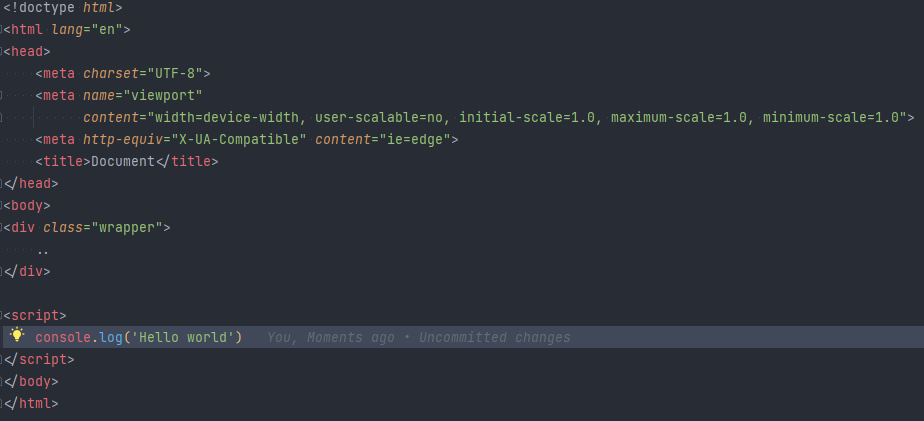 <!doctype html>
<html lang="en">
<head>
    <meta charset="UTF-8">
    <meta name="viewport"
          content="width=device-width, user-scalable=no, initial-scale=1.0, maximum-scale=1.0, minimum-scale=1.0">
    <meta http-equiv="X-UA-Compatible" content="ie=edge">
    <title>Document</title>
</head>
<body>
<div class="wrapper">
    ..
</div>
<script>
    console.log('Hello world')   You, Moments ago • Uncommitted changes
</script>
</body>
</html>